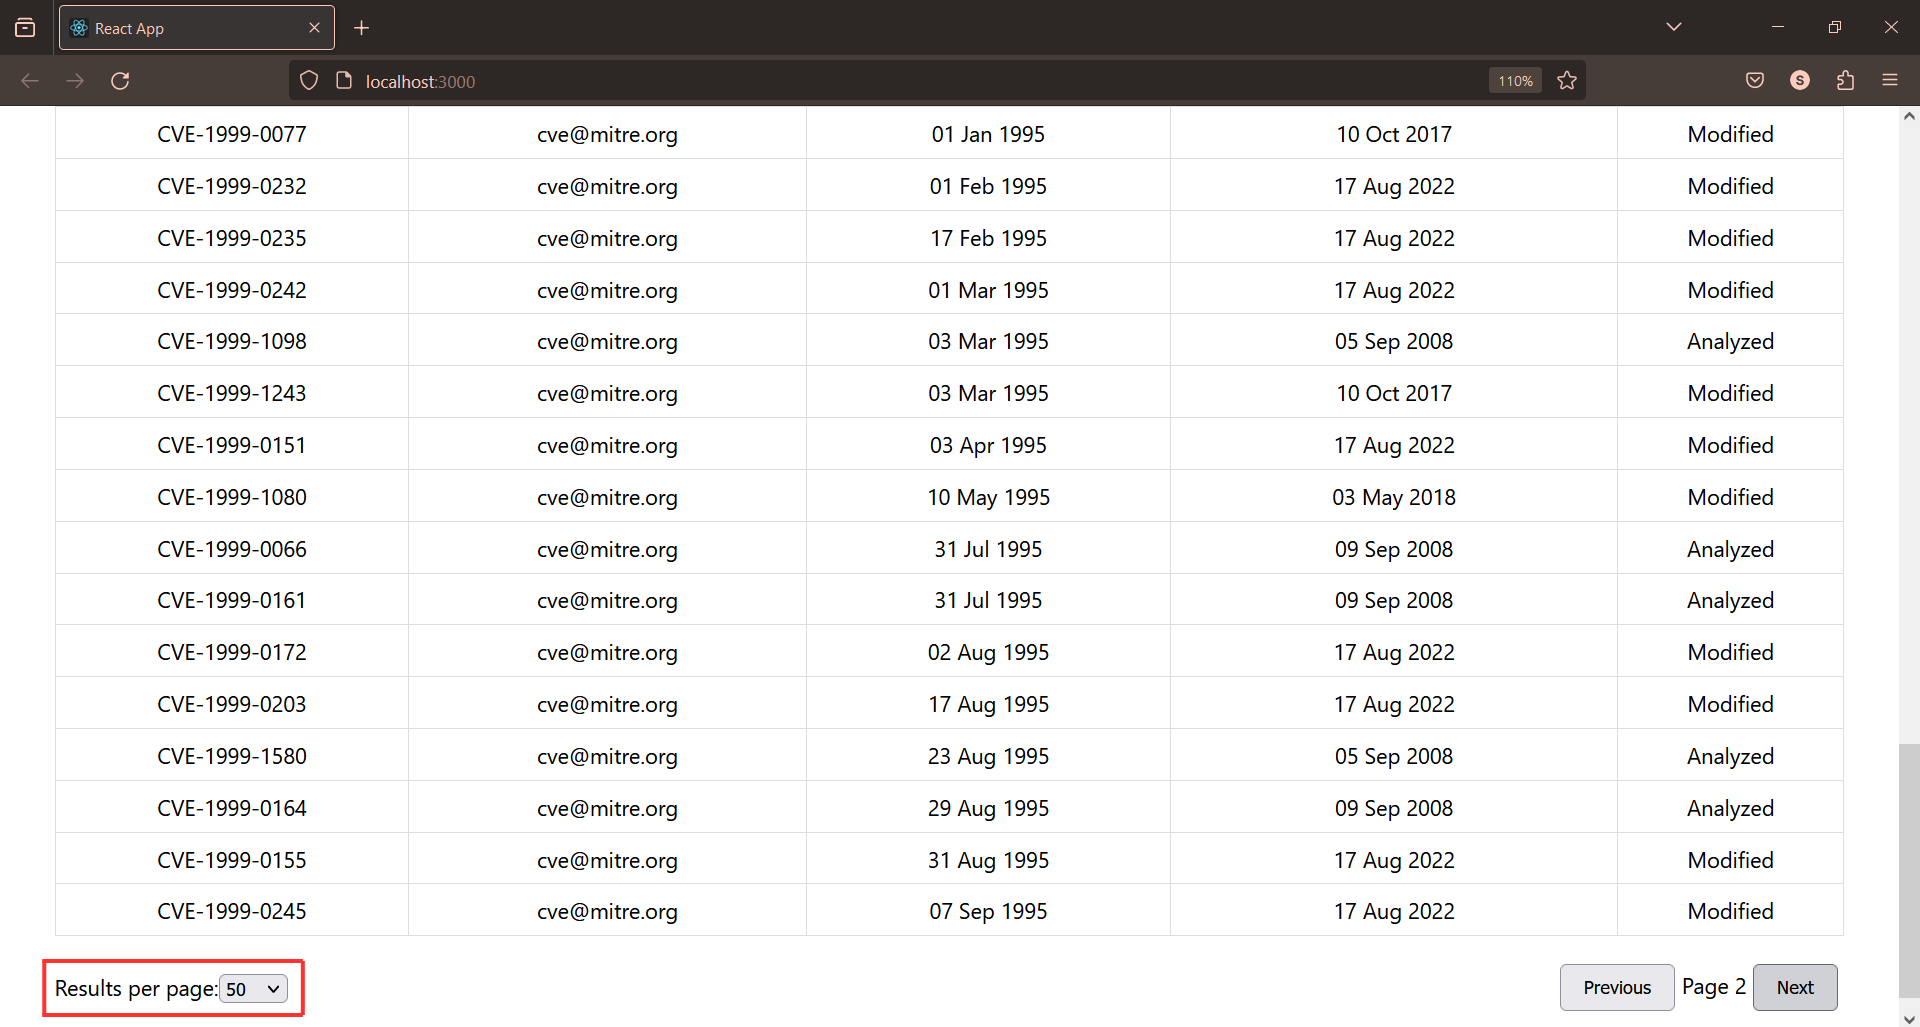 React App
localhost:3000 110% S
CVE-1999-0077 cve@mitre.org 01 Jan 1995 10 Oct 2017 Modified
CVE-1999-0232 cve@mitre.org 01 Feb 1995 17 Aug 2022 Modified
CVE-1999-0235 cve@mitre.org 17 Feb 1995 17 Aug 2022 Modified
CVE-1999-0242 cve@mitre.org 01 Mar 1995 17 Aug 2022 Modified
CVE-1999-1098 cve@mitre.org 03 Mar 1995 05 Sep 2008 Analyzed
CVE-1999-1243 cve@mitre.org 03 Mar 1995 10 Oct 2017 Modified
CVE-1999-0151 cve@mitre.org 03 Apr 1995 17 Aug 2022 Modified
CVE-1999-1080 cve@mitre.org 10 May 1995 03 May 2018 Modified
CVE-1999-0066 cve@mitre.org 31 Jul 1995 09 Sep 2008 Analyzed
CVE-1999-0161 cve@mitre.org 31 Jul 1995 09 Sep 2008 Analyzed
CVE-1999-0172 cve@mitre.org 02 Aug 1995 17 Aug 2022 Modified
CVE-1999-0203 cve@mitre.org 17 Aug 1995 17 Aug 2022 Modified
CVE-1999-1580 cve@mitre.org 23 Aug 1995 05 Sep 2008 Analyzed
CVE-1999-0164 cve@mitre.org 29 Aug 1995 09 Sep 2008 Analyzed
CVE-1999-0155 cve@mitre.org 31 Aug 1995 17 Aug 2022 Modified
CVE-1999-0245 cve@mitre.org 07 Sep 1995 17 Aug 2022 Modified
Results per page: 50 Previous Page 2 Next